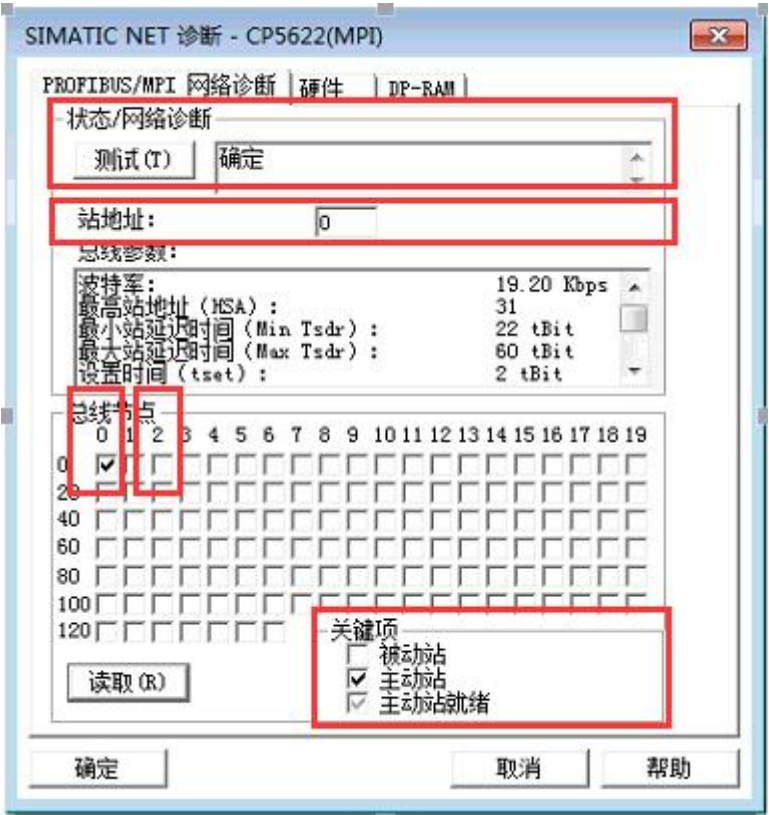 SIMATIC NET 诊断 - CP5622(MPI)
PROFIBUS/MPI 网络诊断 硬件 DP-RAM
状态/网络诊断
测试(T) 确定
站地址: 0
总线参数:
波特率: 19.20 Kbps
最高站地址 (HSA) : 31
最小站延迟时间 (Min Tsdr) : 22 tBit
最大站延迟时间 (Max Tsdr) : 60 tBit
设置时间 (tset) : 2 tBit
总线节点
0 1 2 3 4 5 6 7 8 9 10 11 12 13 14 15 16 17 18 19
0
20
40
60
80
100
120
关键项
被动站
主动站
主动站就绪
读取(R)
确定 取消 帮助